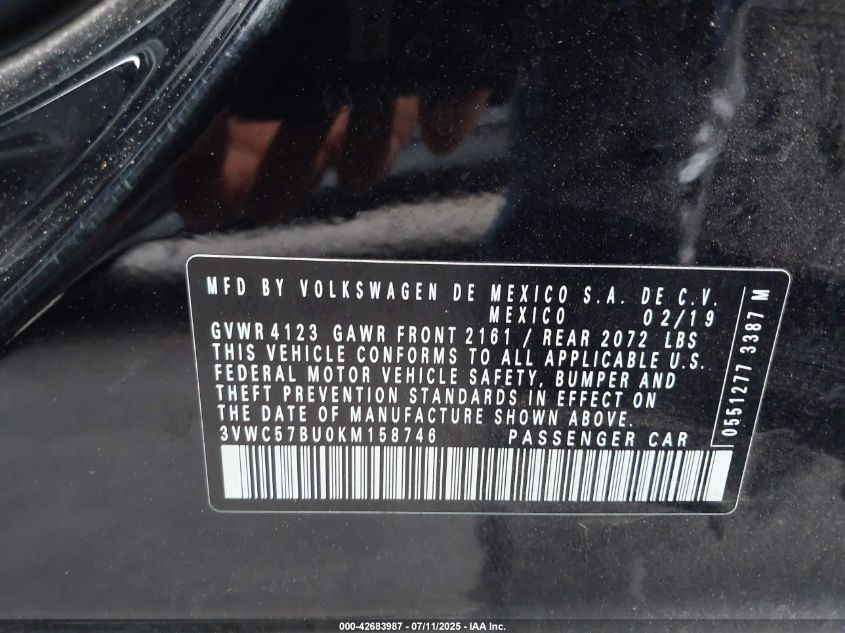 MFD BY VOLKSWAGEN DE MEXICO S.A. DE C.V.
MEXICO 02/19
GVWR 4123 GAWR FRONT 2161 / REAR 2072 LBS
THIS VEHICLE CONFORMS TO ALL APPLICABLE U.S.
FEDERAL MOTOR VEHICLE SAFETY, BUMPER AND
THEFT PREVENTION STANDARDS IN EFFECT ON
THE DATE OF MANUFACTURE SHOWN ABOVE.
3VWC57BU0KM158746 PASSENGER CAR
0551277 3387 M
000-42683987 - 07/11/2025 - IAA Inc.